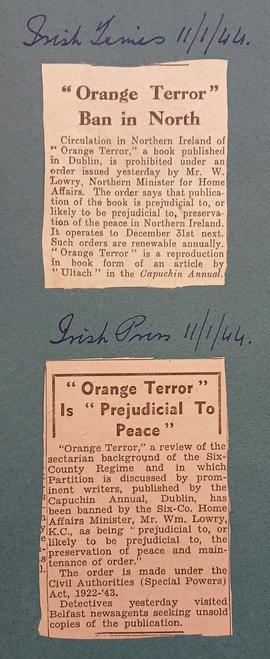 Irish Times 11/1/44.
"Orange Terror"
Ban in North
Circulation in Northern Ireland of
"Orange Terror," a book published
in Dublin, is prohibited under an
order issued yesterday by Mr. W.
Lowry, Northern Minister for Home
Affairs. The order says that publica-
tion of the book is prejudicial to, or
likely to be prejudicial to, preserva-
tion of the peace in Northern Ireland.
It operates to December 31st next.
Such orders are renewable annually.
"Orange Terror" is a reproduction
in book form of an article by
"Ultach" in the Capuchin Annual.
Irish Press 11/1/44.
"Orange Terror"
Is "Prejudicial To
Peace"
"Orange Terror," a review of the
sectarian background of the Six-
County Regime and in which
Partition is discussed by prom-
inent writers, published by the
Capuchin Annual, Dublin, has
been banned by the Six-Co. Home
Affairs Minister, Mr. Wm. Lowry,
K.C., as being "prejudicial to, or
likely to be prejudicial to, the
preservation of peace and main-
tenance of order."
The order is made under the
Civil Authorities (Special Powers)
Act, 1922-'43.
Detectives yesterday visited
Belfast newsagents seeking unsold
copies of the publication.